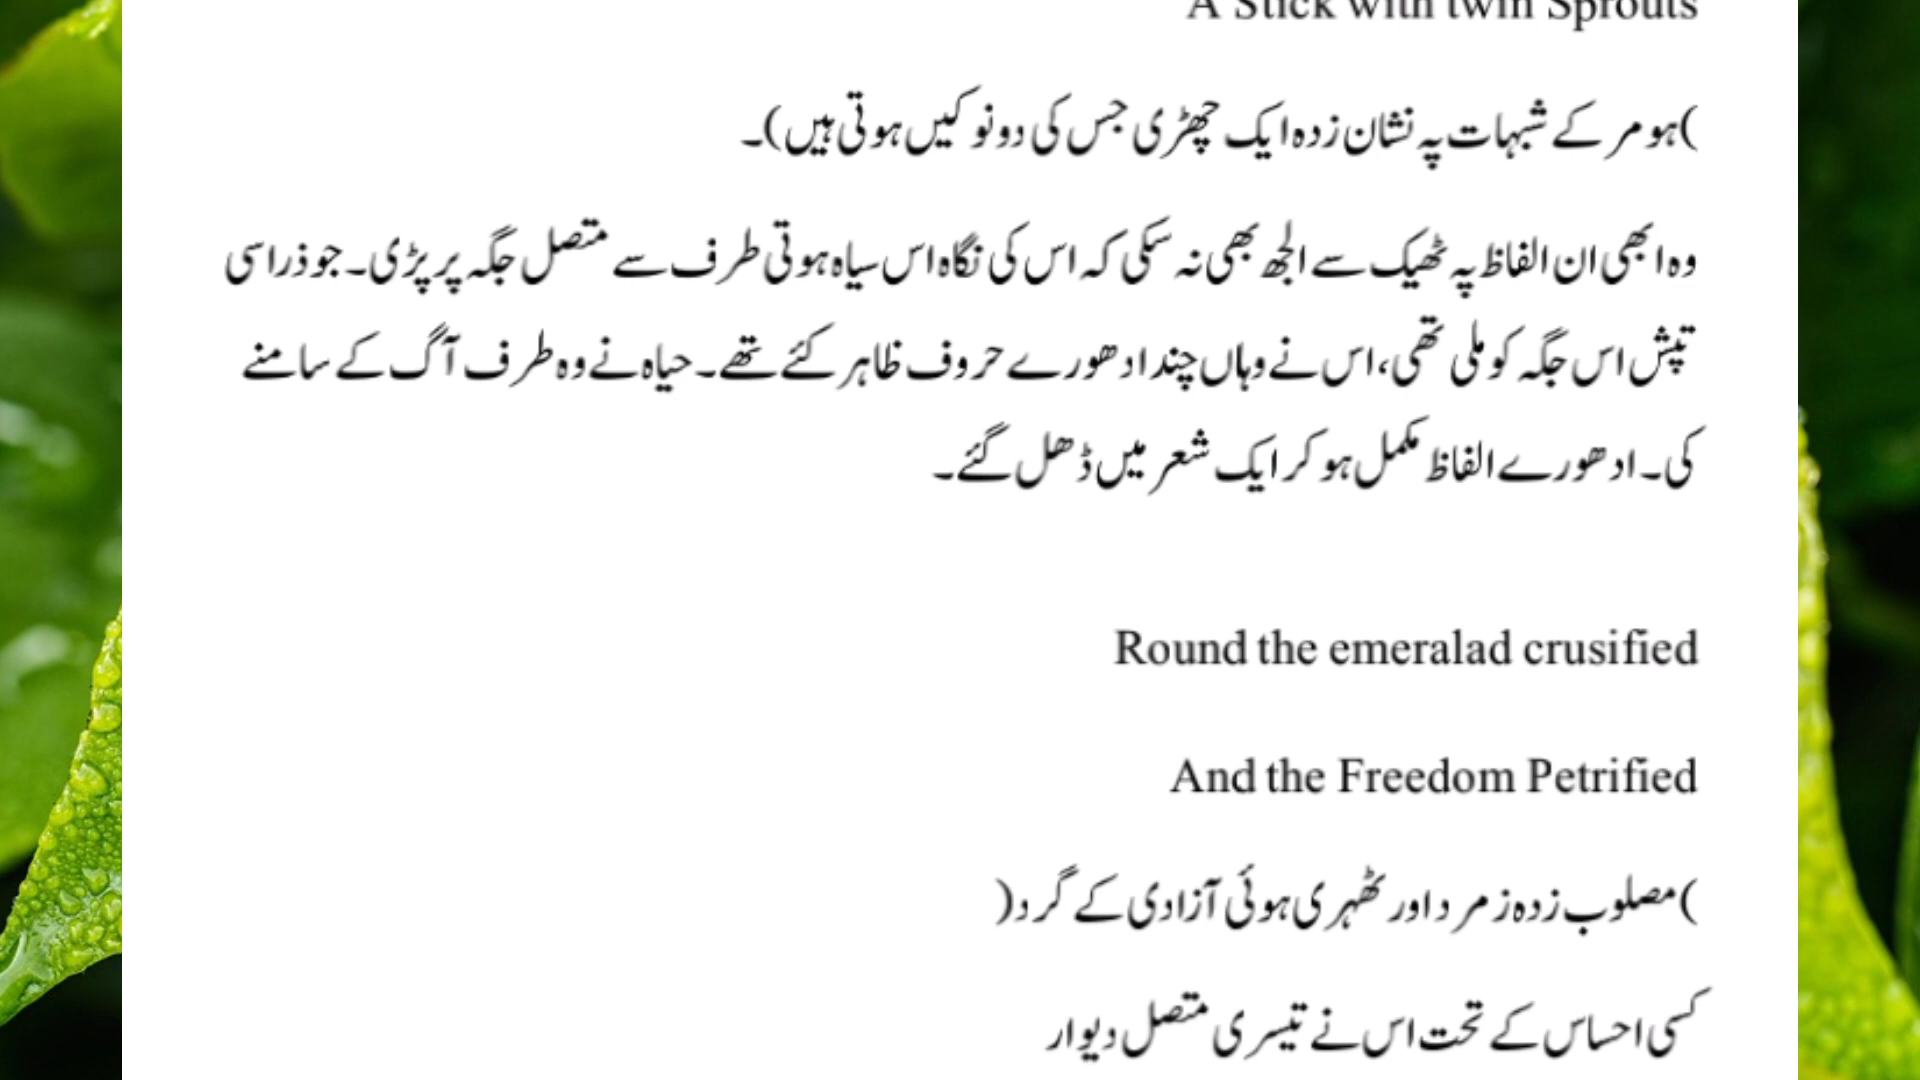 A Stick with twin Sprouts
)ہومر کے شبہات پہ نشان زدہ ایک چھڑی جس کی دونوکیں ہوتی ہیں)۔
وہ ابھی ان الفاظ پہ ٹھیک سے الجھ بھی نہ سکی کہ اس کی نگاہ اس سیاہ ہوتی طرف سے متصل جگہ پر پڑی۔ جو ذرا سی
تپش اس جگہ کو ملی تھی، اس نے وہاں چند ادھورے حروف ظاہر کئے تھے۔ حیاہ نے وہ طرف آگ کے سامنے
کی۔ ادھورے الفاظ مکمل ہو کر ایک شعر میں ڈھل گئے۔
Round the emeralad crusified
And the Freedom Petrified
)مصلوب زدہ زمرد اور ٹھہری ہوئی آزادی کے گرد(
کسی احساس کے تحت اس نے تیسری متصل دیوار